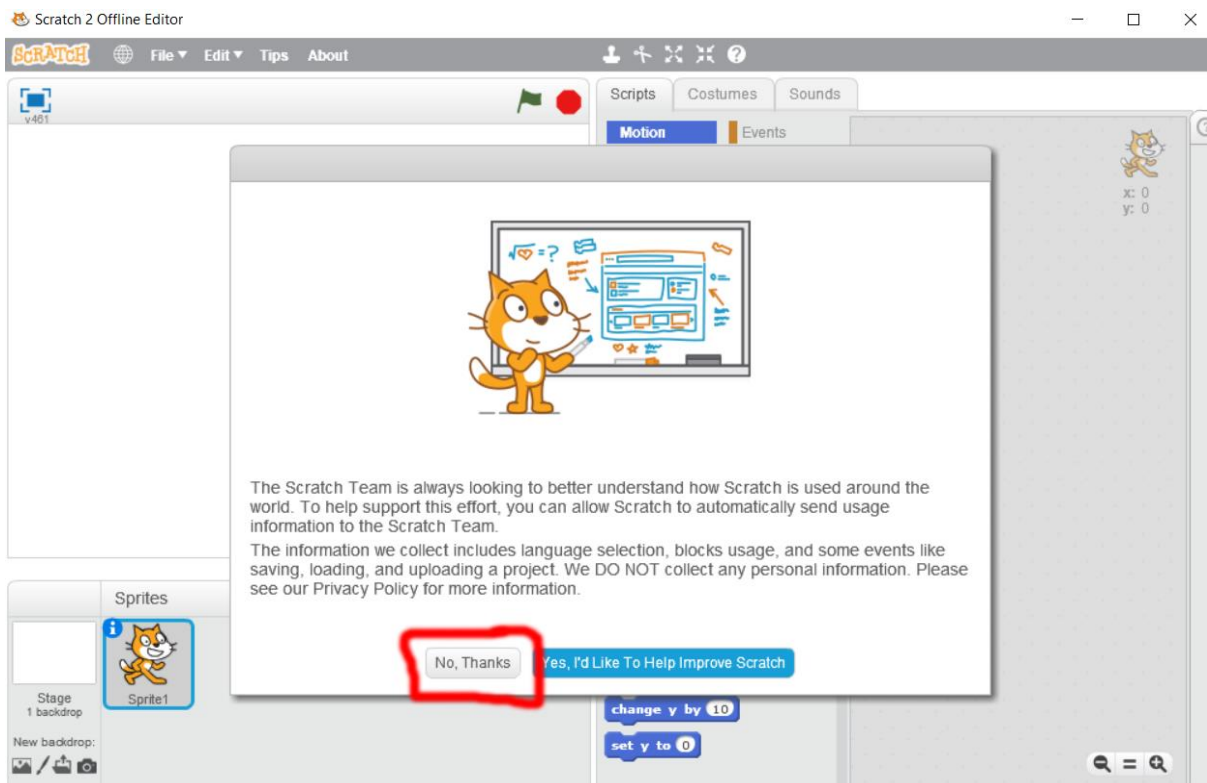 Scratch 2 Offline Editor
SCRATCH File Edit Tips About
v461
Scripts Costumes Sounds
Motion Events
x: 0
y: 0
√ = ?
The Scratch Team is always looking to better understand how Scratch is used around the
world. To help support this effort, you can allow Scratch to automatically send usage
information to the Scratch Team.
The information we collect includes language selection, blocks usage, and some events like
saving, loading, and uploading a project. We DO NOT collect any personal information. Please
see our Privacy Policy for more information.
No, Thanks Yes, I'd Like To Help Improve Scratch
Sprites
Sprite1
Stage
1 backdrop
New backdrop:
change y by 10
set y to 0